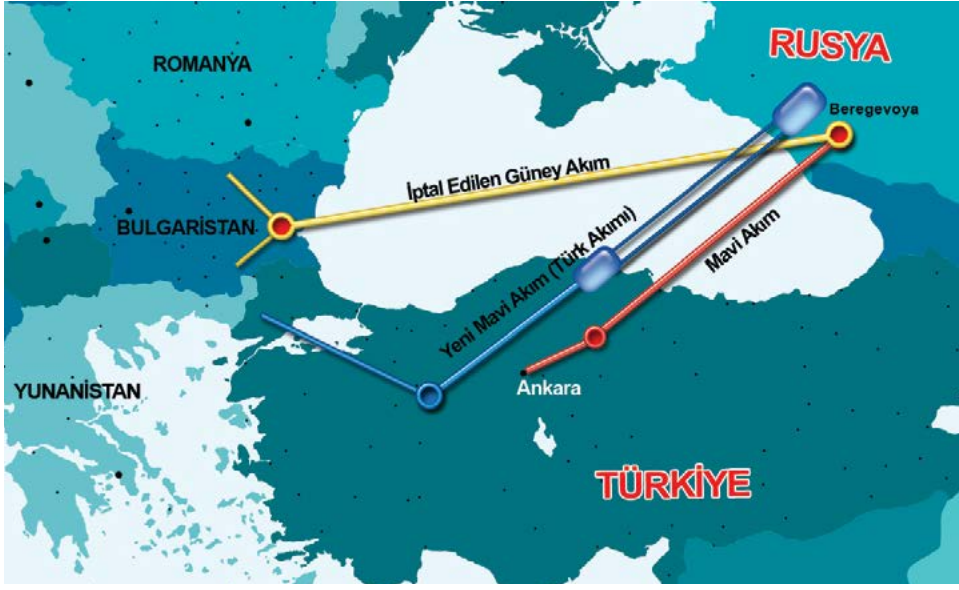 RUSYA
ROMANYA
Beregevoya
İptal Edilen Güney Akım
BULGARİSTAN
Yeni Mavi Akım (Türk Akımı)
Mavi Akım
YUNANİSTAN
Ankara
TÜRKİYE